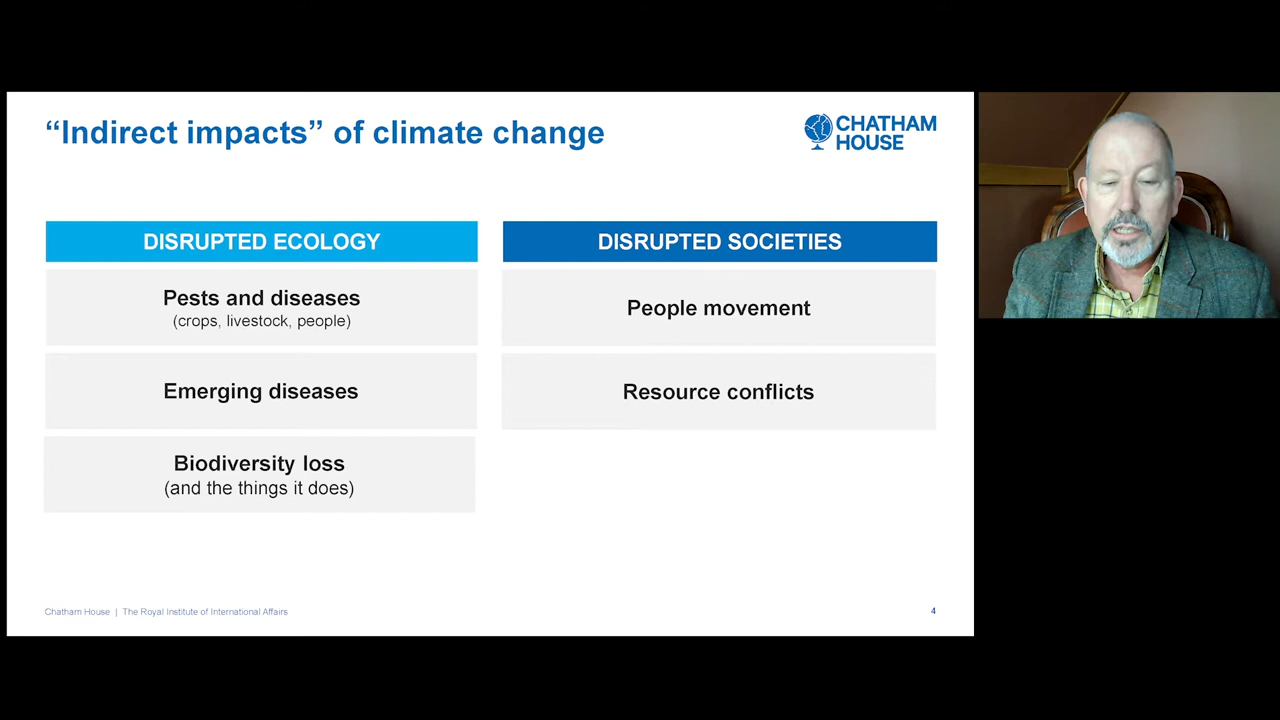 “Indirect impacts” of climate change
CHATHAM
HOUSE
DISRUPTED ECOLOGY
Pests and diseases
(crops, livestock, people)
Emerging diseases
Biodiversity loss
(and the things it does)
DISRUPTED SOCIETIES
People movement
Resource conflicts
Chatham House | The Royal Institute of International Affairs
4